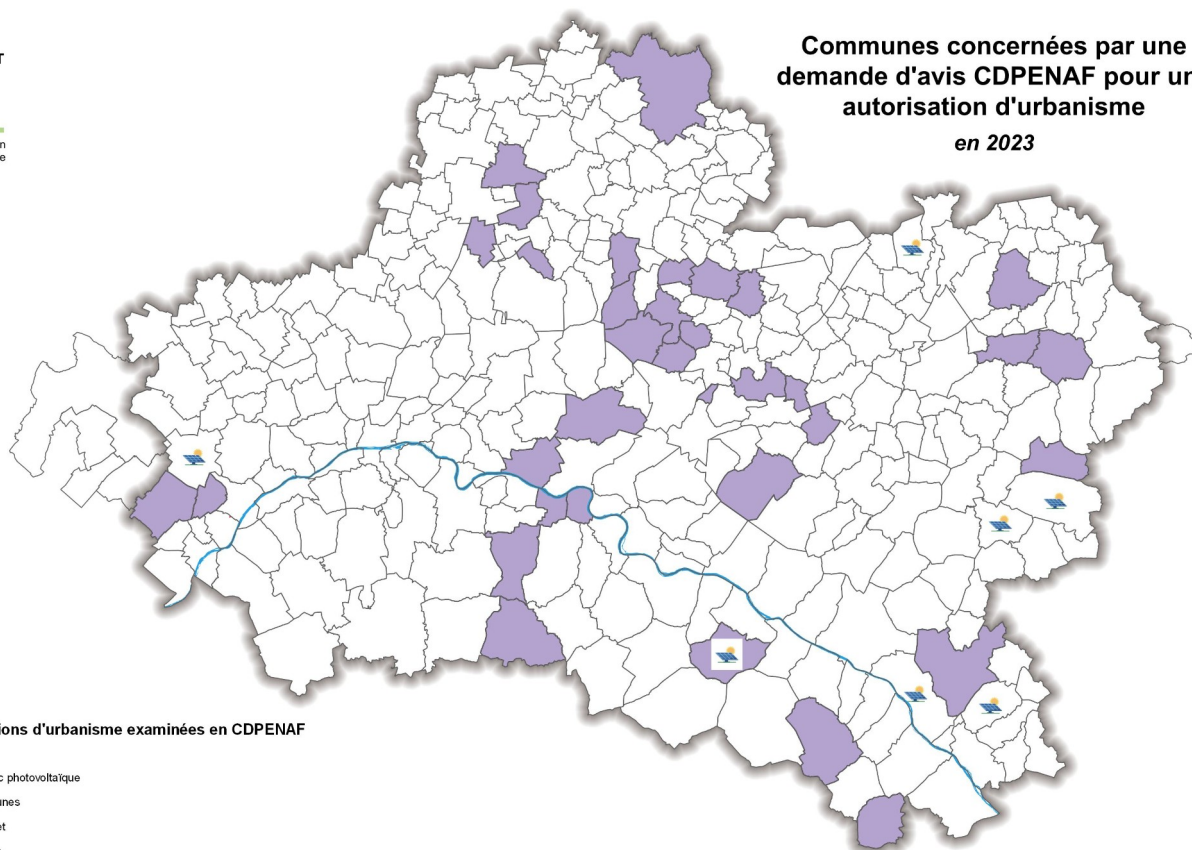 Communes concernées par une
demande d'avis CDPENAF pour un
autorisation d'urbanisme
en 2023
ions d'urbanisme examinées en CDPENAF
c photovoltaïque
unes
et